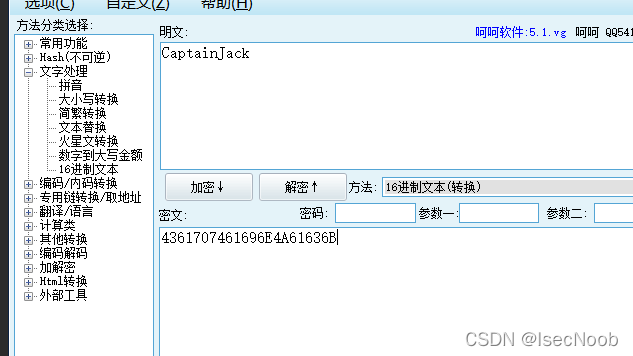 选项(C) 自定义(Z) 帮助(H)
方法分类选择:
常用功能
Hash(不可逆)
文字处理
拼音
大小写转换
简繁转换
文本替换
火星文转换
数字到大写金额
16进制文本
编码/内码转换
专用链转换/取地址
翻译/语言
计算类
其他转换
编码解码
加解密
Html转换
外部工具
明文:
呵呵软件:5.1.vg 呵呵 QQ541
CaptainJack
加密↓ 解密↑ 方法: 16进制文本(转换)
密文: 密码: 参数一: 参数二:
4361707461696E4A61636B
CSDN @IsecNoob